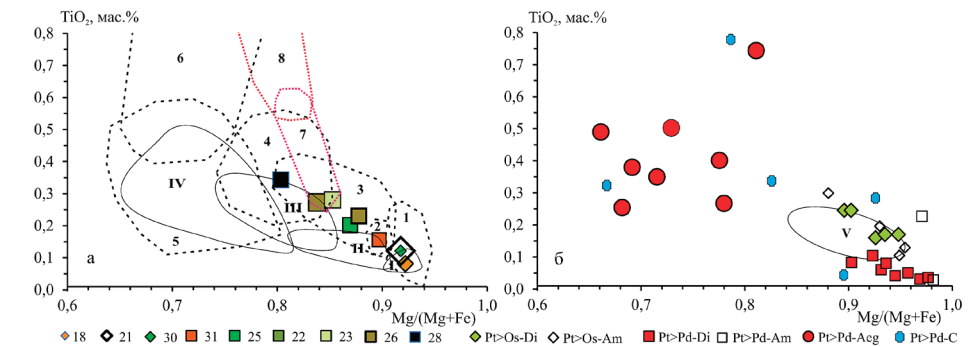 TiO2, мас.%
0,8
0,7
0,6
0,5
0,4
0,3
0,2
0,1
0,0
0,6
0,7
0,8
0,9
1,0
Mg/(Mg+Fe)
6
8
4
7
3
1
2
5
IV
III
II
I
а
18
21
30
31
25
22
23
26
28
TiO2, мас.%
0,8
0,7
0,6
0,5
0,4
0,3
0,2
0,1
0,0
0,6
0,7
0,8
0,9
1,0
Mg/(Mg+Fe)
V
б
Pt>Os-Di
Pt>Os-Am
Pt>Pd-Di
Pt>Pd-Am
Pt>Pd-Aeg
Pt>Pd-C